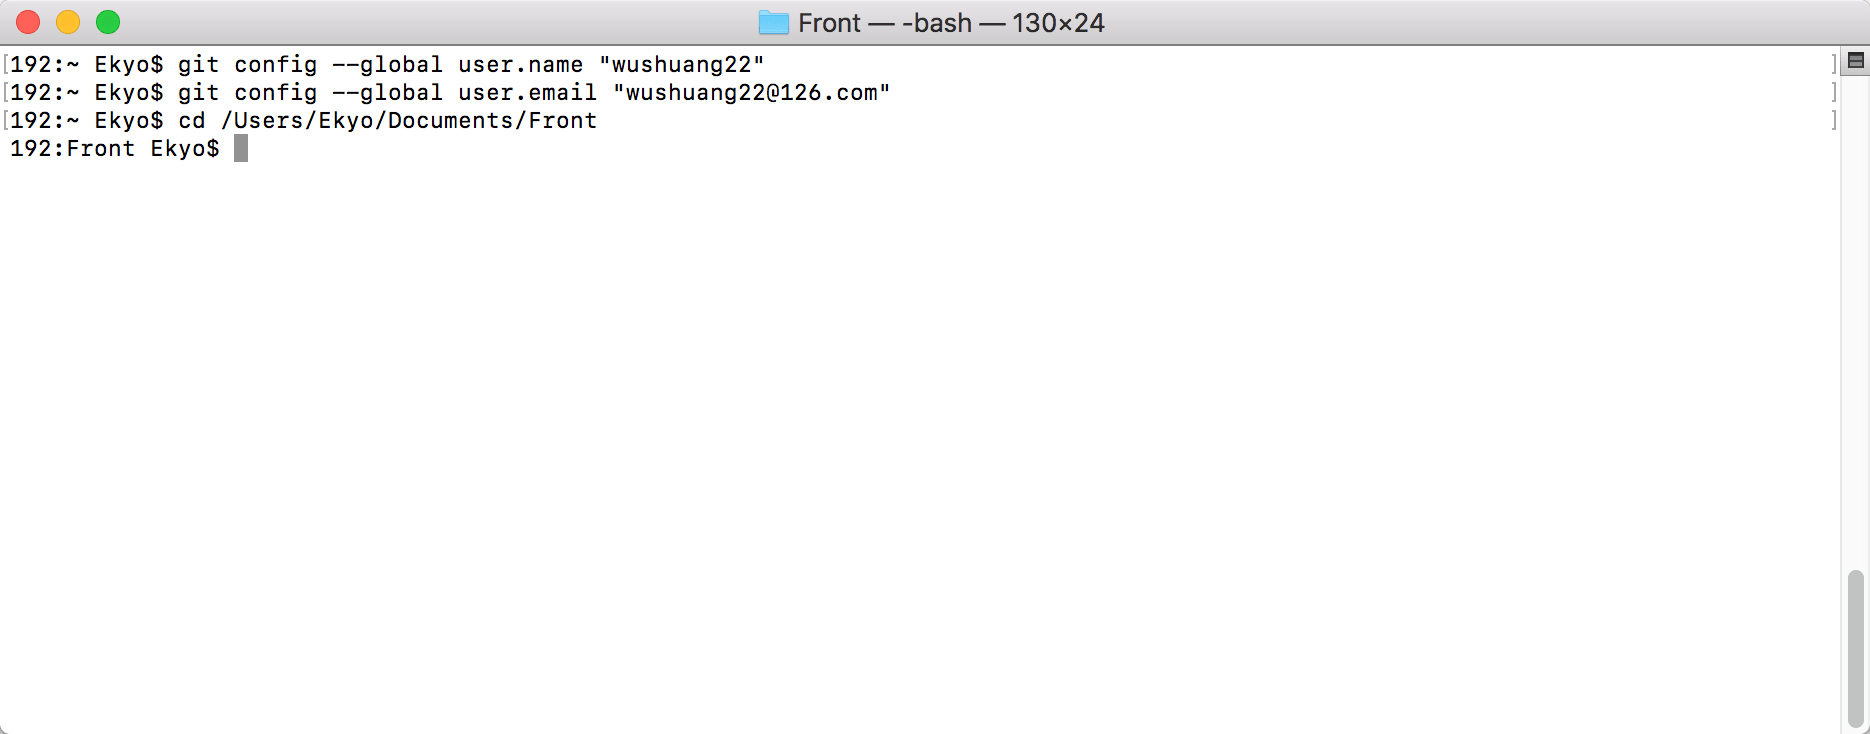 Front — -bash — 130×24
[192:~ Ekyo$ git config --global user.name "wushuang22" ]
[192:~ Ekyo$ git config --global user.email "wushuang22@126.com" ]
[192:~ Ekyo$ cd /Users/Ekyo/Documents/Front ]
192:Front Ekyo$